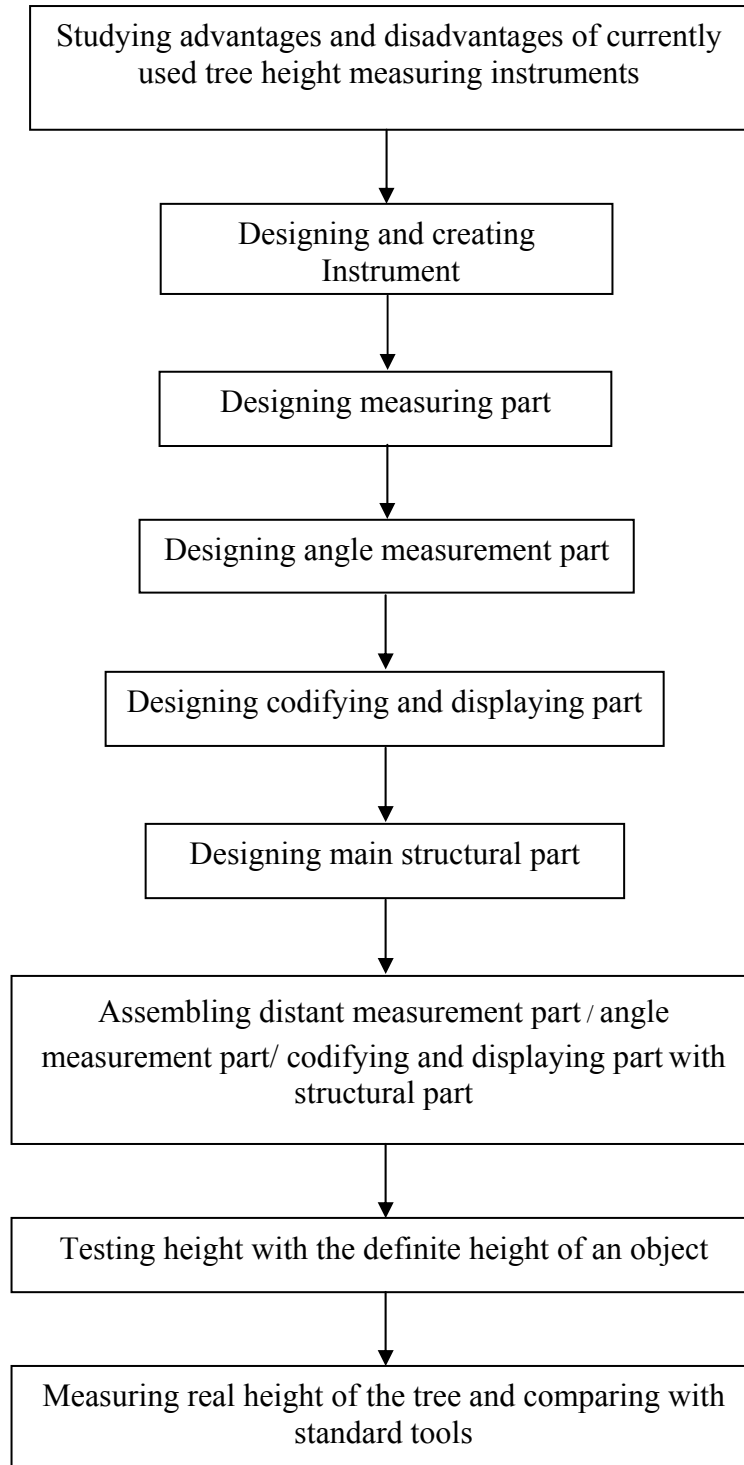 Studying advantages and disadvantages of currently
used tree height measuring instruments
Designing and creating
Instrument
Designing measuring part
Designing angle measurement part
Designing codifying and displaying part
Designing main structural part
Assembling distant measurement part / angle
measurement part/ codifying and displaying part with
structural part
Testing height with the definite height of an object
Measuring real height of the tree and comparing with
standard tools